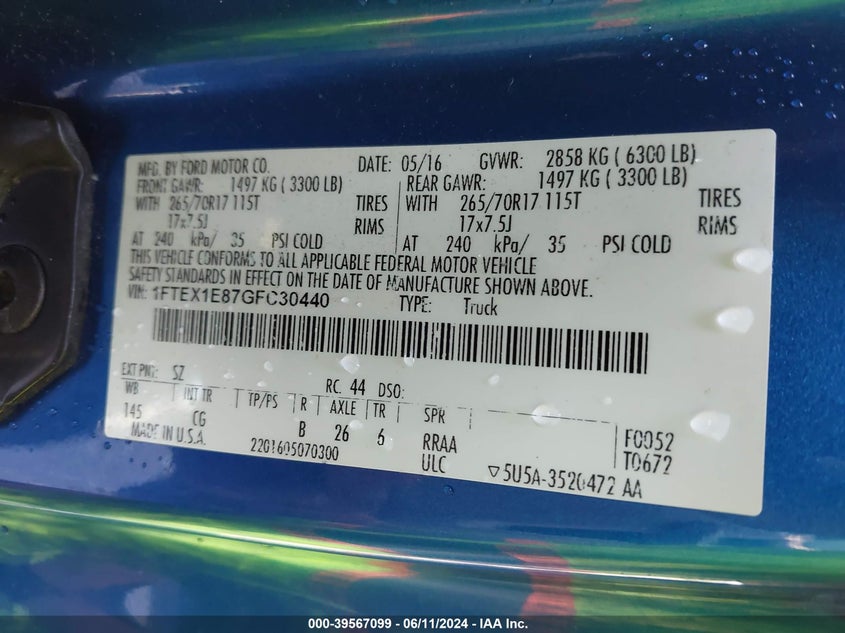 MFD. BY FORD MOTOR CO. DATE: 05/16 GVWR: 2858 KG ( 6300 LB)
FRONT GAWR: 1497 KG ( 3300 LB) REAR GAWR: 1497 KG ( 3300 LB)
WITH 265/70R17 115T TIRES WITH 265/70R17 115T TIRES
17x7.5J RIMS 17x7.5J RIMS
AT 240 kPa/ 35 PSI COLD AT 240 kPa/ 35 PSI COLD
THIS VEHICLE CONFORMS TO ALL APPLICABLE FEDERAL MOTOR VEHICLE
SAFETY STANDARDS IN EFFECT ON THE DATE OF MANUFACTURE SHOWN ABOVE.
VIN: 1FTEX1E87GFC30440 TYPE: Truck
EXT PNT: SZ RC 44 DSO:
WB INT TR TP/PS R AXLE TR SPR
145 CG B 26 6 RRAA F0052
MADE IN U.S.A. 2201605070300 ULC T0672
5U5A-3520472 AA
000-39567099 - 06/11/2024 - IAA Inc.